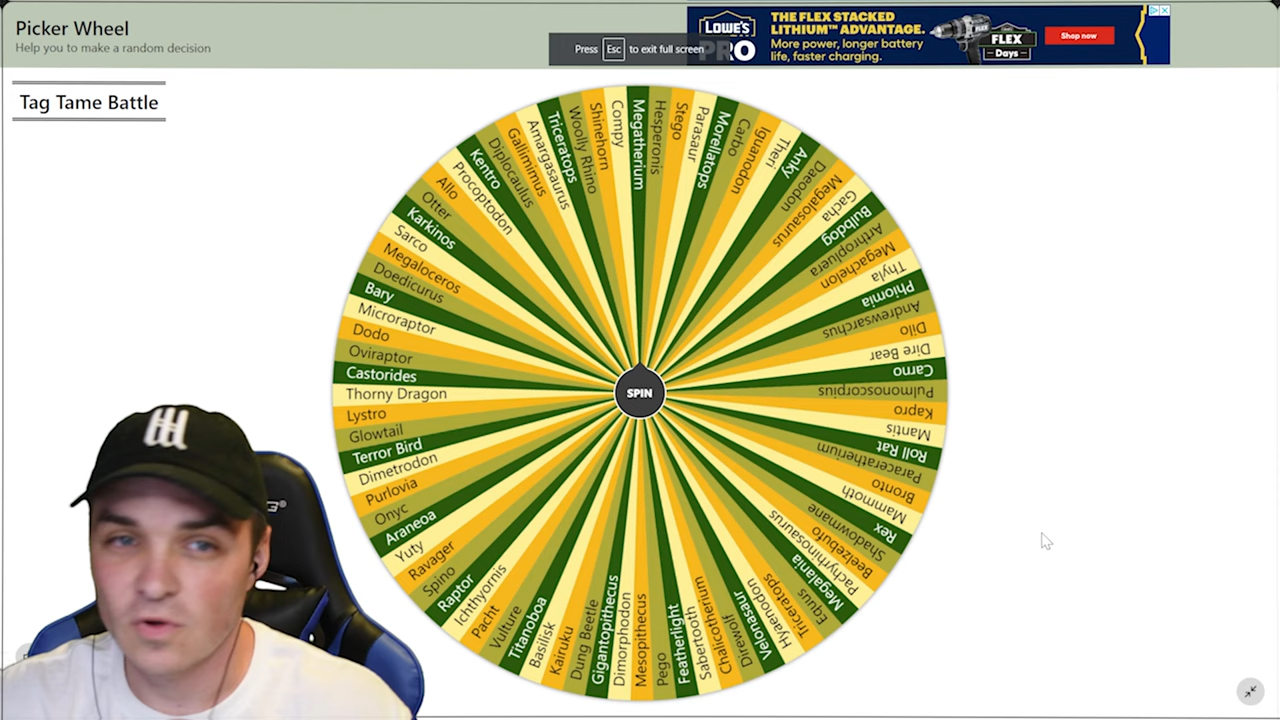 Picker Wheel
Help you to make a random decision
LOWE'S
PRO
THE FLEX STACKED
LITHIUM™ ADVANTAGE.
More power, longer battery
life, faster charging.
FLEX
Days
Shop now
Press Esc to exit full screen
Tag Tame Battle
Megatherium
Hesperonis
Stego
Parasaur
Morellatops
Carbo
Iguanodon
Theri
Anky
Daeodon
Megalosaurus
Gacha
Bulbdog
Arthropluera
Megachelon
Thyla
Phiomia
Andrewsarchus
Dilo
Dire Bear
Carno
Pulmonoscorpius
Kapro
Mantis
Roll Rat
Paraceratherium
Bronto
Mammoth
Rex
Shadowmane
Beelzebufo
Pachyrhinosaurus
Megalania
Equus
Triceratops
Hyaenodon
Velonasaur
Direwolf
Chalicotherium
Sabertooth
Featherlight
Pego
Mesopithecus
Dimorphodon
Gigantopithecus
Dung Beetle
Kairuku
Basilisk
Titanoboa
Vulture
Pacht
Ichthyornis
Raptor
Spino
Ravager
Yuty
Araneoa
Onyc
Purlovia
Dimetrodon
Terror Bird
Glowtail
Lystro
Thorny Dragon
Castorides
Oviraptor
Dodo
Microraptor
Bary
Doedicurus
Megaloceros
Sarco
Karkinos
Otter
Allo
Procoptodon
Kentro
Diplocaulus
Gallimimus
Amargasaurus
Triceratops
Woolly Rhino
Shinehorn
Compy
SPIN